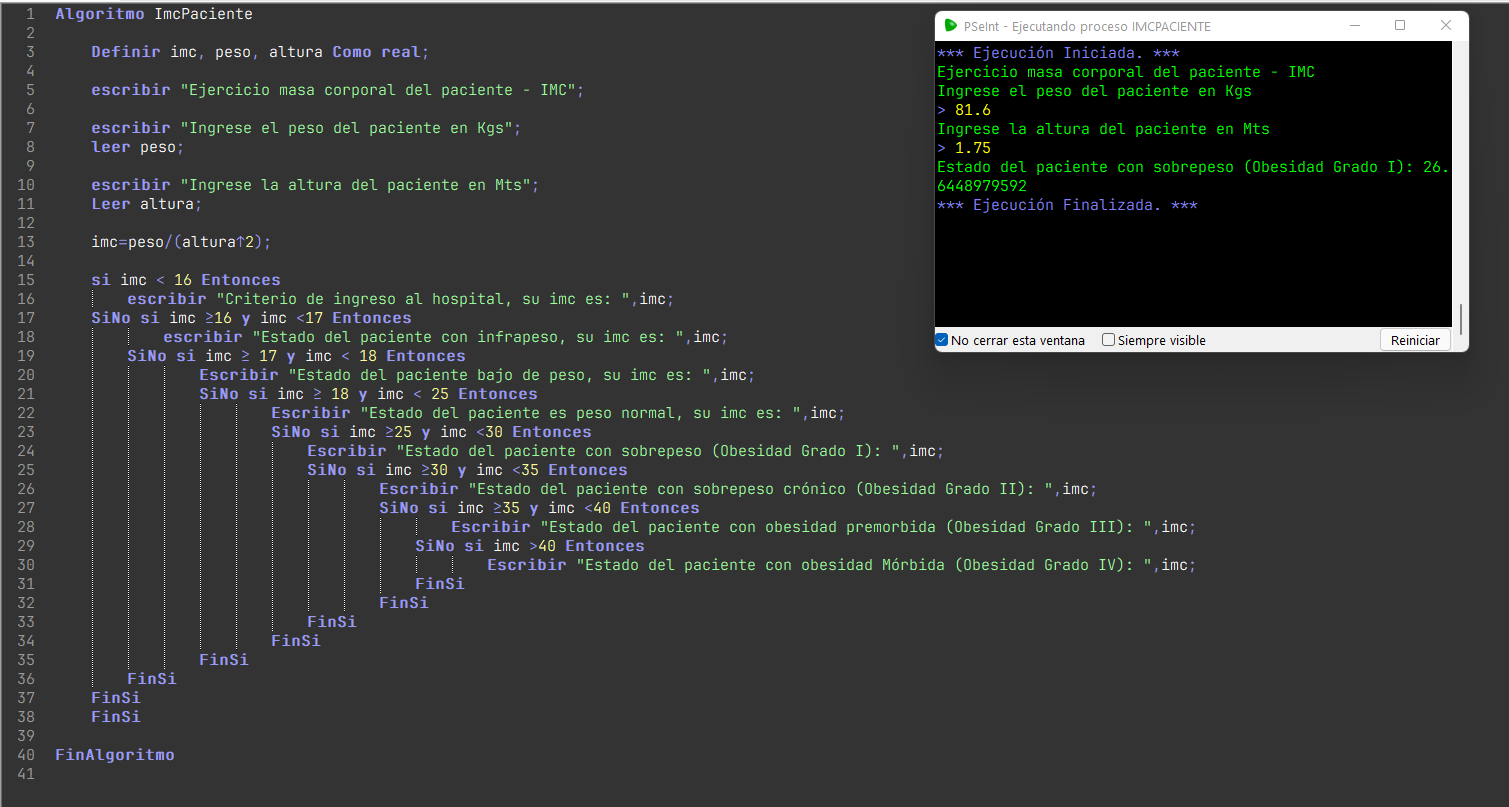 1 Algoritmo ImcPaciente
2
3 Definir imc, peso, altura Como real;
4
5 escribir "Ejercicio masa corporal del paciente - IMC";
6
7 escribir "Ingrese el peso del paciente en Kgs";
8 leer peso;
9
10 escribir "Ingrese la altura del paciente en Mts";
11 Leer altura;
12
13 imc=peso/(altura↑2);
14
15 si imc < 16 Entonces
16 escribir "Criterio de ingreso al hospital, su imc es: ",imc;
17 SiNo si imc ≥16 y imc <17 Entonces
18 escribir "Estado del paciente con infrapeso, su imc es: ",imc;
19 SiNo si imc ≥ 17 y imc < 18 Entonces
20 Escribir "Estado del paciente bajo de peso, su imc es: ",imc;
21 SiNo si imc ≥ 18 y imc < 25 Entonces
22 Escribir "Estado del paciente es peso normal, su imc es: ",imc;
23 SiNo si imc ≥25 y imc <30 Entonces
24 Escribir "Estado del paciente con sobrepeso (Obesidad Grado I): ",imc;
25 SiNo si imc ≥30 y imc <35 Entonces
26 Escribir "Estado del paciente con sobrepeso crónico (Obesidad Grado II): ",imc;
27 SiNo si imc ≥35 y imc <40 Entonces
28 Escribir "Estado del paciente con obesidad premorbida (Obesidad Grado III): ",imc;
29 SiNo si imc >40 Entonces
30 Escribir "Estado del paciente con obesidad Mórbida (Obesidad Grado IV): ",imc;
31 FinSi
32 FinSi
33 FinSi
34 FinSi
35 FinSi
36 FinSi
37 FinSi
38 FinSi
39
40 FinAlgoritmo
41
PSeInt - Ejecutando proceso IMCPACIENTE
*** Ejecución Iniciada. ***
Ejercicio masa corporal del paciente - IMC
Ingrese el peso del paciente en Kgs
> 81.6
Ingrese la altura del paciente en Mts
> 1.75
Estado del paciente con sobrepeso (Obesidad Grado I): 26.
6448979592
*** Ejecución Finalizada. ***
No cerrar esta ventana Siempre visible Reiniciar